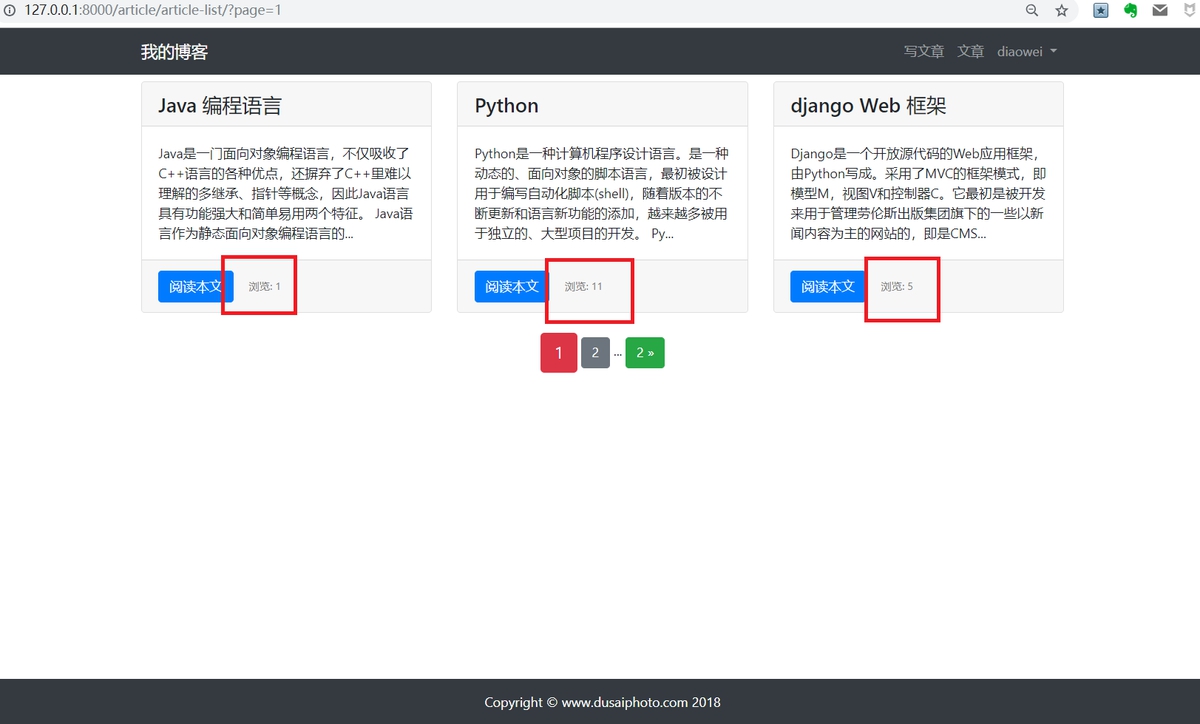 127.0.0.1:8000/article/article-list/?page=1
我的博客
写文章 文章 diaowei
Java 编程语言
Java是一门面向对象编程语言，不仅吸收了
C++语言的各种优点，还摒弃了C++里难以
理解的多继承、指针等概念，因此Java语言
具有功能强大和简单易用两个特征。 Java语
言作为静态面向对象编程语言的...
阅读本文 浏览: 1
Python
Python是一种计算机程序设计语言。是一种
动态的、面向对象的脚本语言，最初被设计
用于编写自动化脚本(shell)，随着版本的不
断更新和语言新功能的添加，越来越多被用
于独立的、大型项目的开发。 Py...
阅读本文 浏览: 11
django Web 框架
Django是一个开放源代码的Web应用框架，
由Python写成。采用了MVC的框架模式，即
模型M，视图V和控制器C。它最初是被开发
来用于管理劳伦斯出版集团旗下的一些以新
闻内容为主的网站的，即是CMS...
阅读本文 浏览: 5
1 2 ... 2 »
Copyright © www.dusaiphoto.com 2018